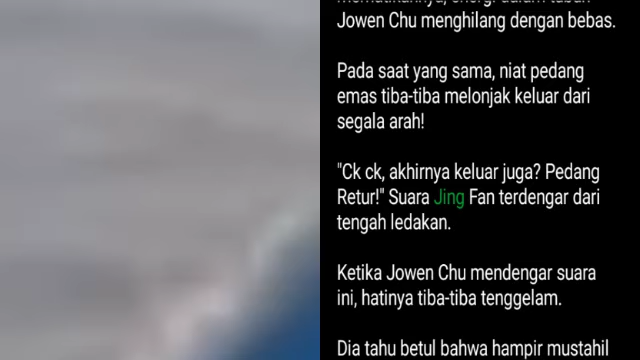 Jowen Chu menghilang dengan bebas.
Pada saat yang sama, niat pedang
emas tiba-tiba melonjak keluar dari
segala arah!
"Ck ck, akhirnya keluar juga? Pedang
Retur!" Suara Jing Fan terdengar dari
tengah ledakan.
Ketika Jowen Chu mendengar suara
ini, hatinya tiba-tiba tenggelam.
Dia tahu betul bahwa hampir mustahil